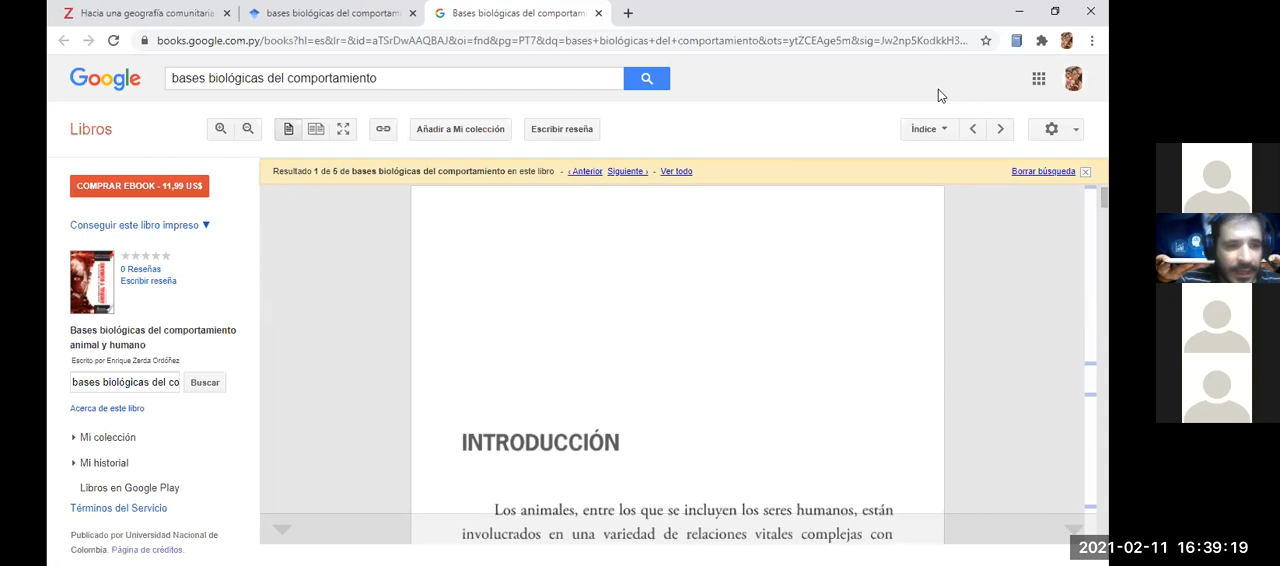 Hacia una geografía comunitaria
bases biológicas del comportami
Bases biológicas del comportam
books.google.com.py/books?hl=es&lr=&id=aTSrDwAAQBAJ&oi=fnd&pg=PT7&dq=bases+biológicas+del+comportamiento&ots=ytZCEAge5m&sig=Jw2np5KodkkH3...
Google
bases biológicas del comportamiento
Libros
Añadir a Mi colección
Escribir reseña
Índice
Resultado 1 de 5 de bases biológicas del comportamiento en este libro - ‹ Anterior Siguiente › - Ver todo
Borrar búsqueda
COMPRAR EBOOK - 11,99 US$
Conseguir este libro impreso ▼
0 Reseñas
Escribir reseña
Bases biológicas del comportamiento
animal y humano
Escrito por Enrique Zerda Ordóñez
bases biológicas del co
Buscar
Acerca de este libro
Mi colección
Mi historial
Libros en Google Play
Términos del Servicio
Publicado por Universidad Nacional de
Colombia. Página de créditos.
INTRODUCCIÓN
Los animales, entre los que se incluyen los seres humanos, están
involucrados en una variedad de relaciones vitales complejas con
2021-02-11 16:39:19